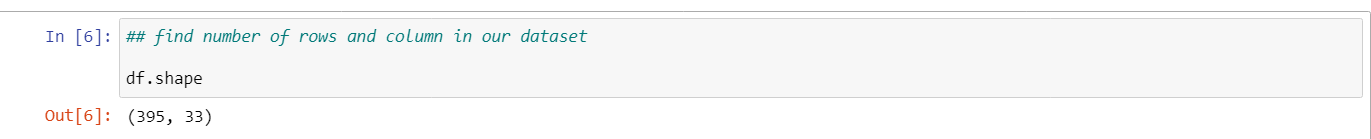 In [6]: ## find number of rows and column in our dataset
df.shape
Out[6]: (395, 33)